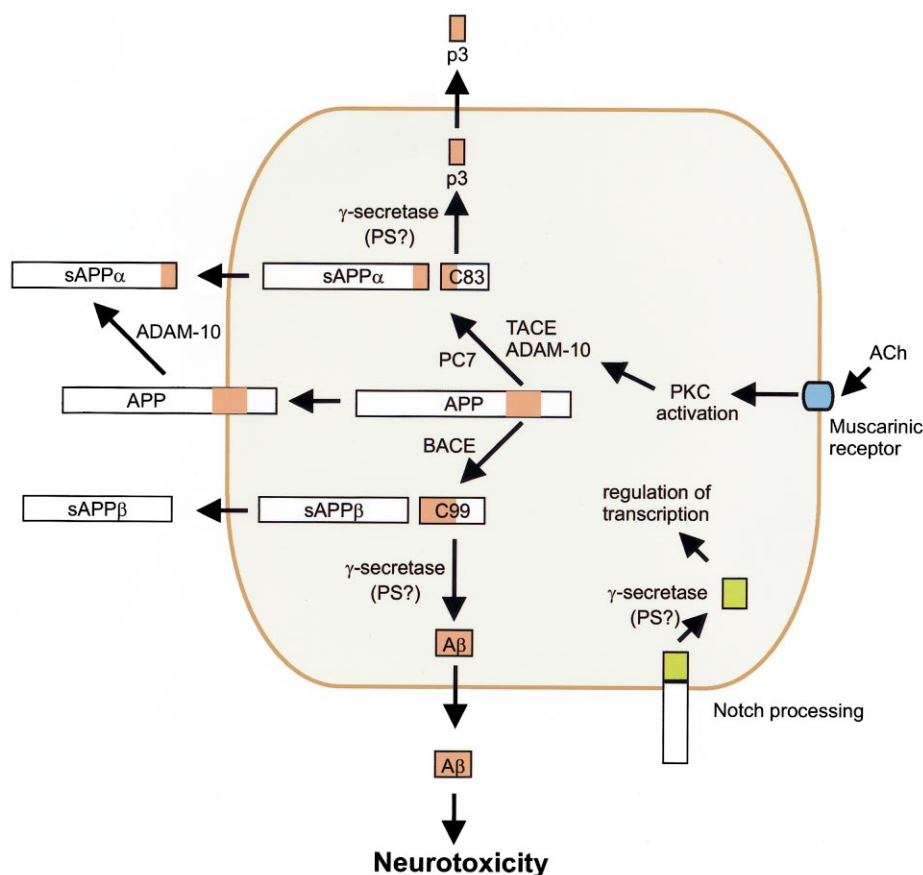 p3
p3
γ-secretase
(PS?)
sAPPα
sAPPα
C83
ADAM-10
TACE
ADAM-10
PC7
ACh
APP
APP
PKC
activation
Muscarinic
receptor
BACE
sAPPβ
sAPPβ
C99
regulation of
transcription
γ-secretase
(PS?)
γ-secretase
(PS?)
Aβ
Notch processing
Aβ
Neurotoxicity